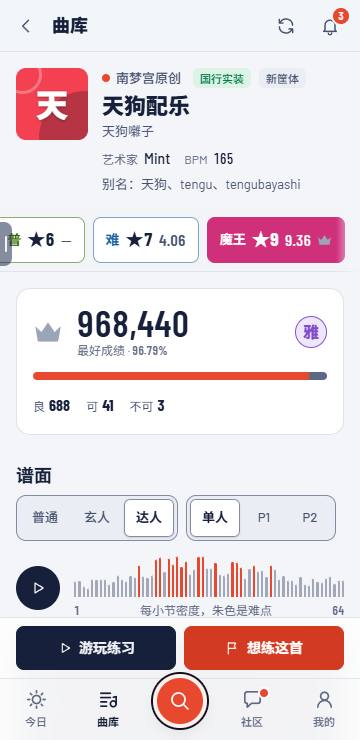 曲库
3
天
南梦宫原创 国行实装 新筐体
天狗配乐
天狗囃子
艺术家 Mint BPM 165
别名：天狗、tengu、tengubayashi
普 ★6 —
难 ★7 4.06
魔王 ★9 9.36
968,440
雅
最好成绩 · 96.79%
良 688 可 41 不可 3
谱面
普通 玄人 达人 单人 P1 P2
1 每小节密度，朱色是难点 64
游玩练习 想练这首
今日 曲库 社区 我的